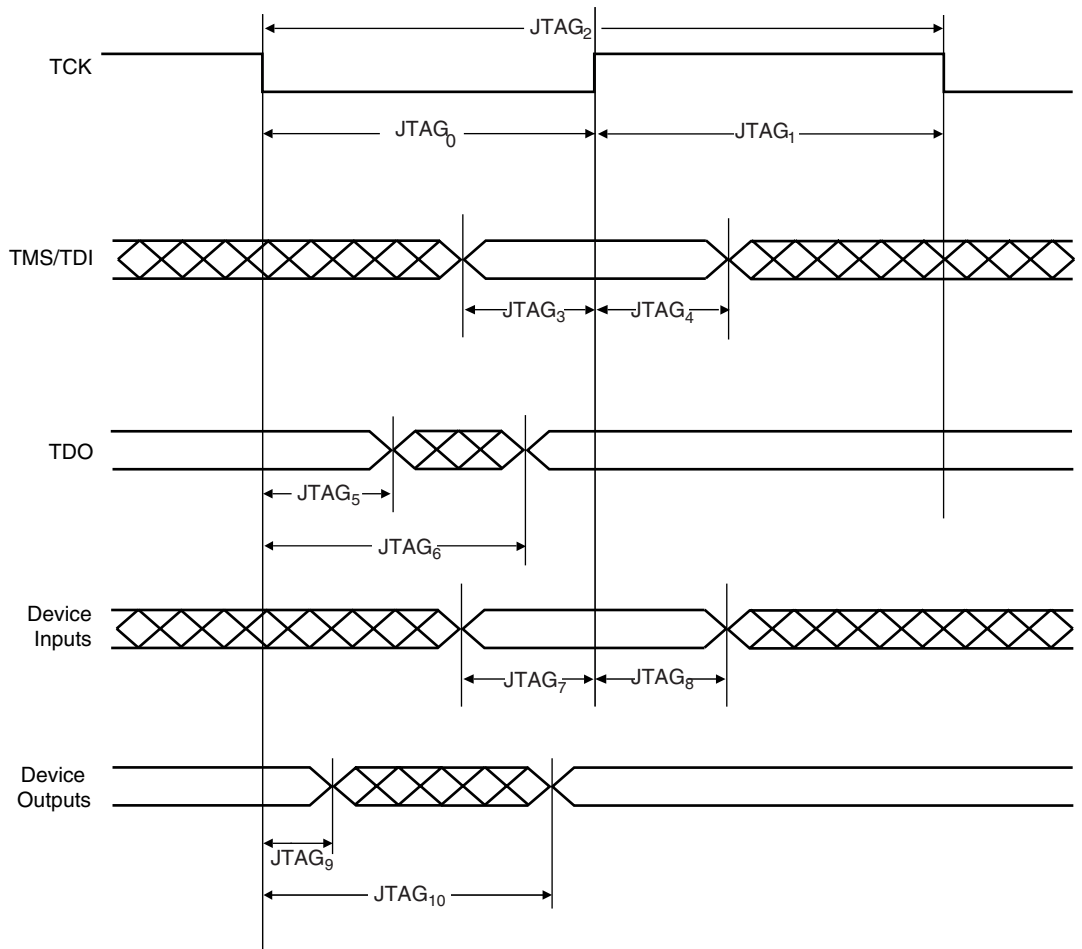 JTAG₂
TCK
JTAG₀
JTAG₁
TMS/TDI
JTAG₃
JTAG₄
TDO
JTAG₅
JTAG₆
Device
Inputs
JTAG₇
JTAG₈
Device
Outputs
JTAG₉
JTAG₁₀